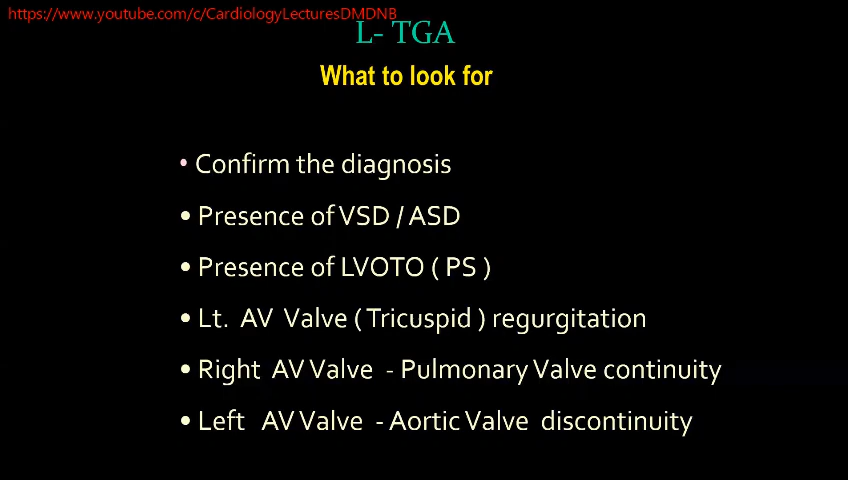 https://www.youtube.com/c/CardiologyLecturesDMDNB
L- TGA
What to look for
• Confirm the diagnosis
• Presence of VSD / ASD
• Presence of LVOTO ( PS )
• Lt. AV Valve ( Tricuspid ) regurgitation
• Right AV Valve - Pulmonary Valve continuity
• Left AV Valve - Aortic Valve discontinuity